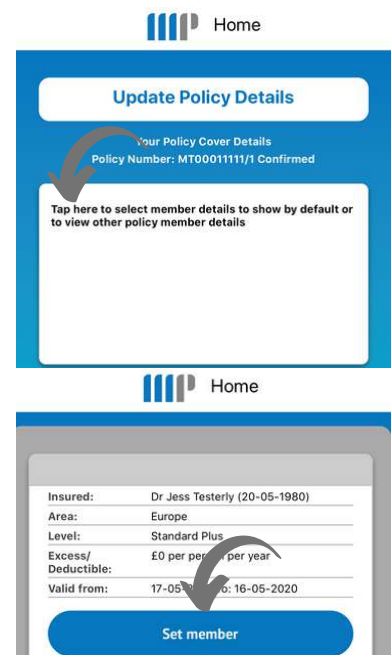 Home
Update Policy Details
Your Policy Cover Details
Policy Number: MT00011111/1 Confirmed
Tap here to select member details to show by default or
to view other policy member details
Home
Insured: Dr Jess Testerly (20-05-1980)
Area: Europe
Level: Standard Plus
Excess/
Deductible: £0 per per year
Valid from: 17-05 16-05-2020
Set member